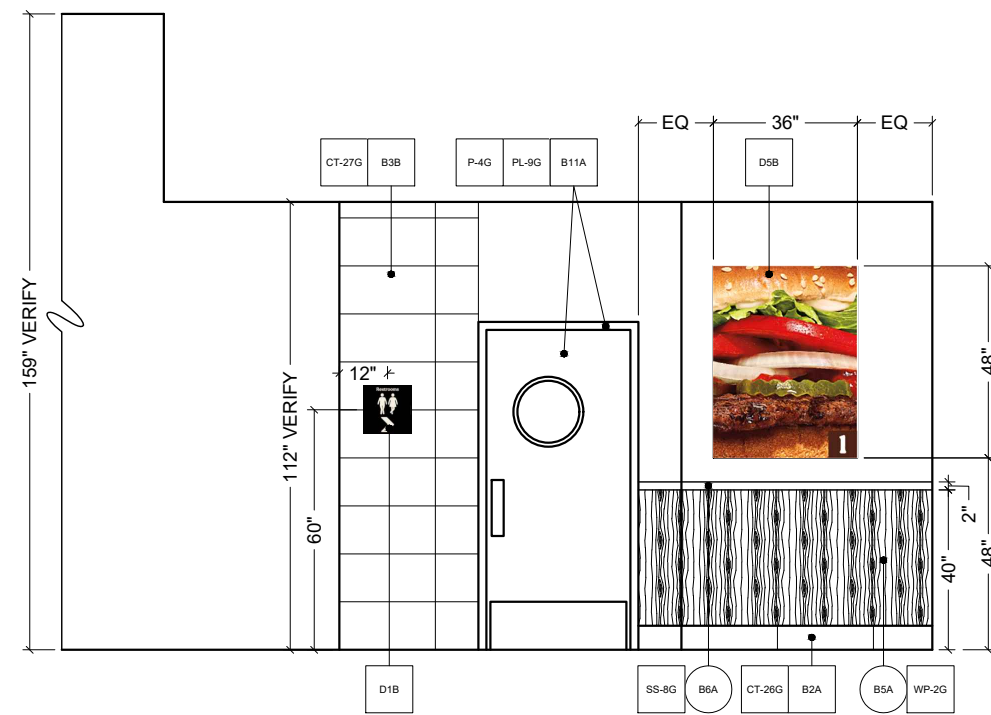 EQ 36" EQ
CT-27G B3B
P-4G PL-9G B11A
D5B
159" VERIFY
112" VERIFY
12"
Restrooms
60"
1
48"
2"
40"
48"
D1B
SS-8G B6A
CT-26G B2A
B5A WP-2G